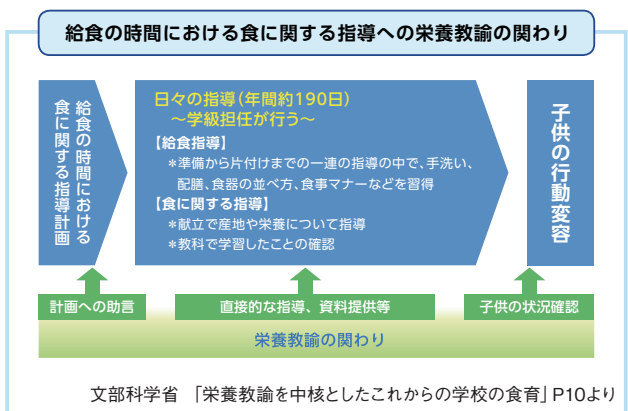 給食の時間における食に関する指導への栄養教諭の関わり
給食の時間における
食に関する指導計画
日々の指導(年間約190日)
～学級担任が行う～
【給食指導】
＊準備から片付けまでの一連の指導の中で、手洗い、
配膳、食器の並べ方、食事マナーなどを習得
【食に関する指導】
＊献立で産地や栄養について指導
＊教科で学習したことの確認
子供の行動変容
計画への助言
直接的な指導、資料提供等
子供の状況確認
栄養教諭の関わり
文部科学省 「栄養教諭を中核としたこれからの学校の食育」P10より